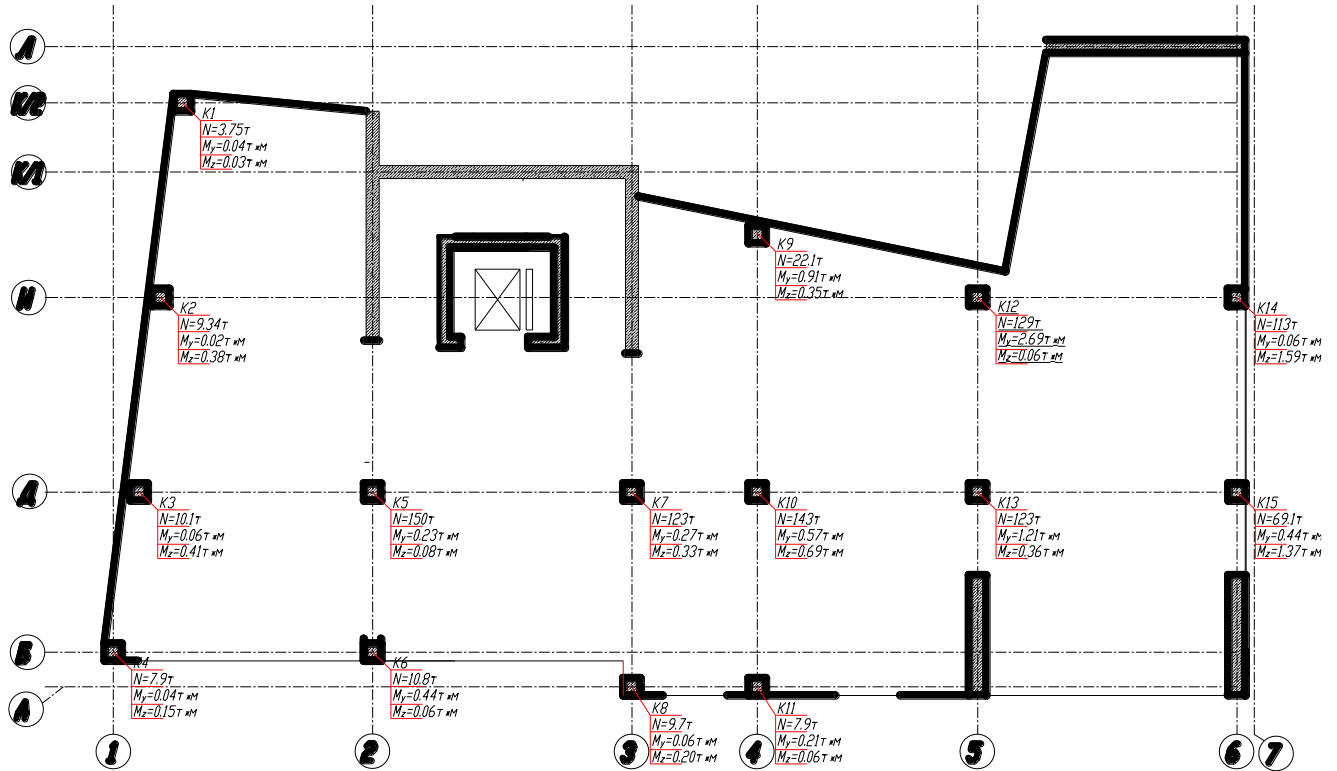 Л
К/2
К1
N=3.75т
My=0.04т*м
Mz=0.03т*м
К/1
К9
N=22.1т
My=0.91т*м
Mz=0.35т*м
И
К2
N=9.34т
My=0.02т*м
Mz=0.38т*м
К12
N=129т
My=2.69т*м
Mz=0.06т*м
К14
N=113т
My=0.06т*м
Mz=1.59т*м
Д
К3
N=10.1т
My=0.06т*м
Mz=0.41т*м
К5
N=150т
My=0.23т*м
Mz=0.08т*м
К7
N=123т
My=0.27т*м
Mz=0.33т*м
К10
N=143т
My=0.57т*м
Mz=0.69т*м
К13
N=123т
My=1.21т*м
Mz=0.36т*м
К15
N=69.1т
My=0.44т*м
Mz=1.37т*м
Б
К4
N=7.9т
My=0.04т*м
Mz=0.15т*м
К6
N=10.8т
My=0.44т*м
Mz=0.06т*м
А
К8
N=9.7т
My=0.06т*м
Mz=0.20т*м
К11
N=7.9т
My=0.21т*м
Mz=0.06т*м
1
2
3
4
5
6
7